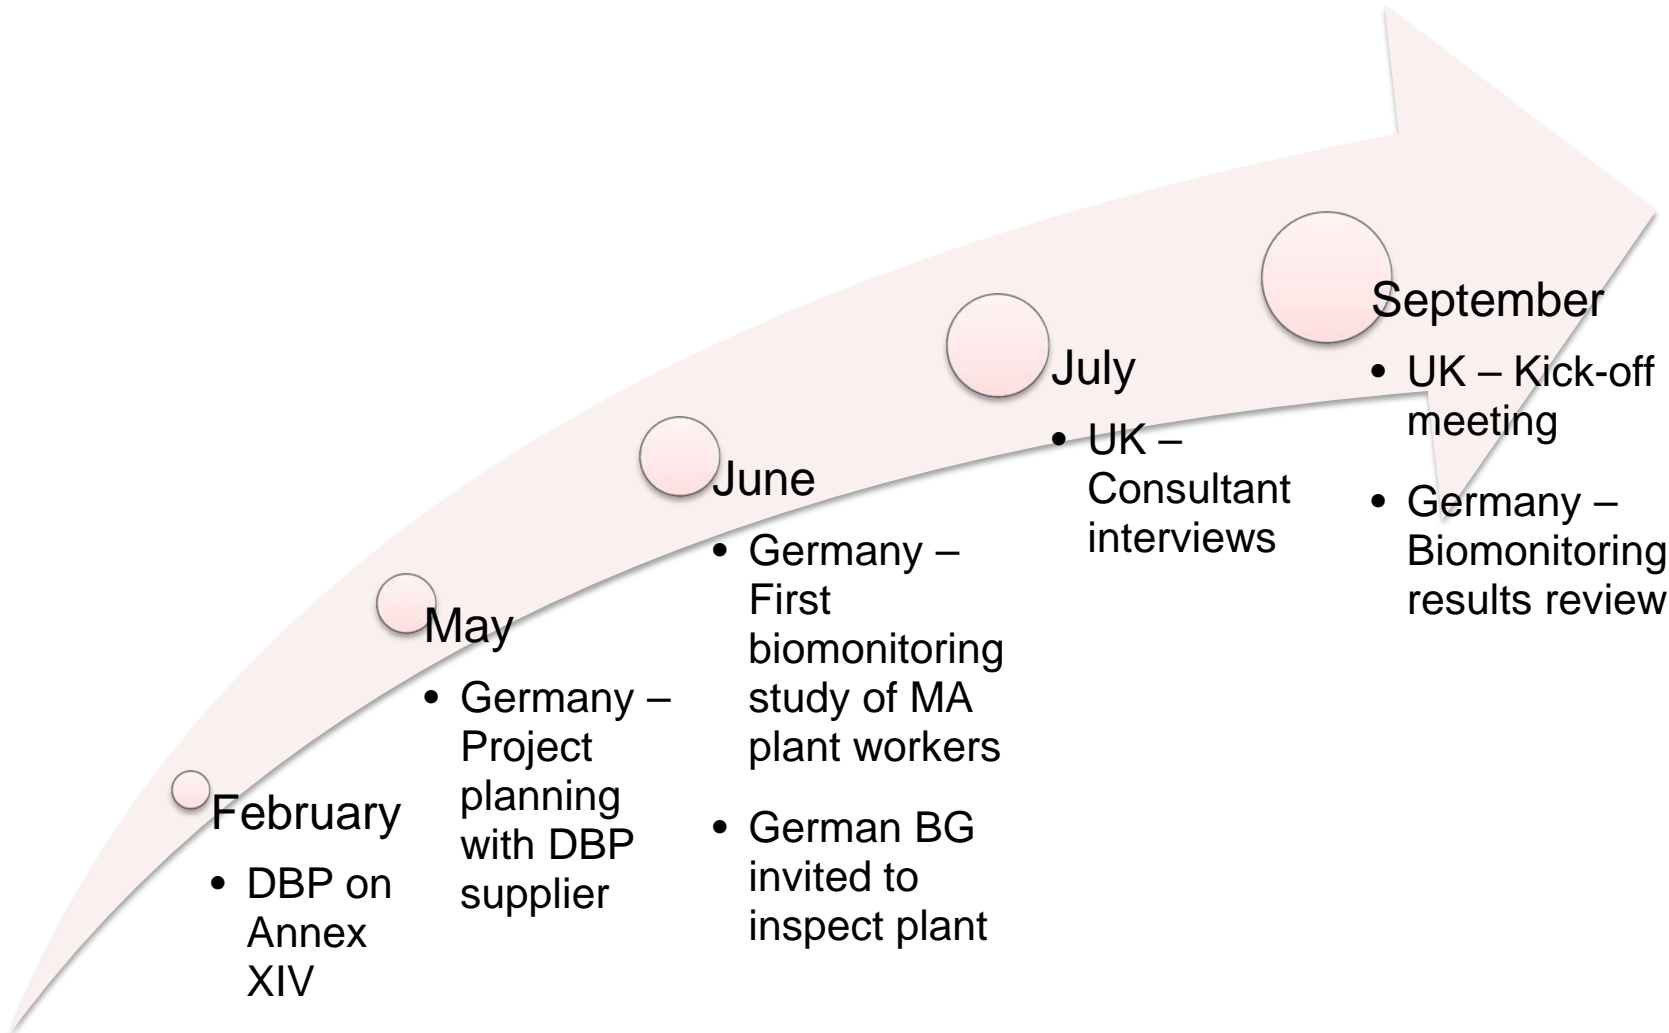 February
• DBP on
Annex
XIV
May
• Germany –
Project
planning
with DBP
supplier
June
• Germany –
First
biomonitoring
study of MA
plant workers
• German BG
invited to
inspect plant
July
• UK –
Consultant
interviews
September
• UK – Kick-off
meeting
• Germany –
Biomonitoring
results review